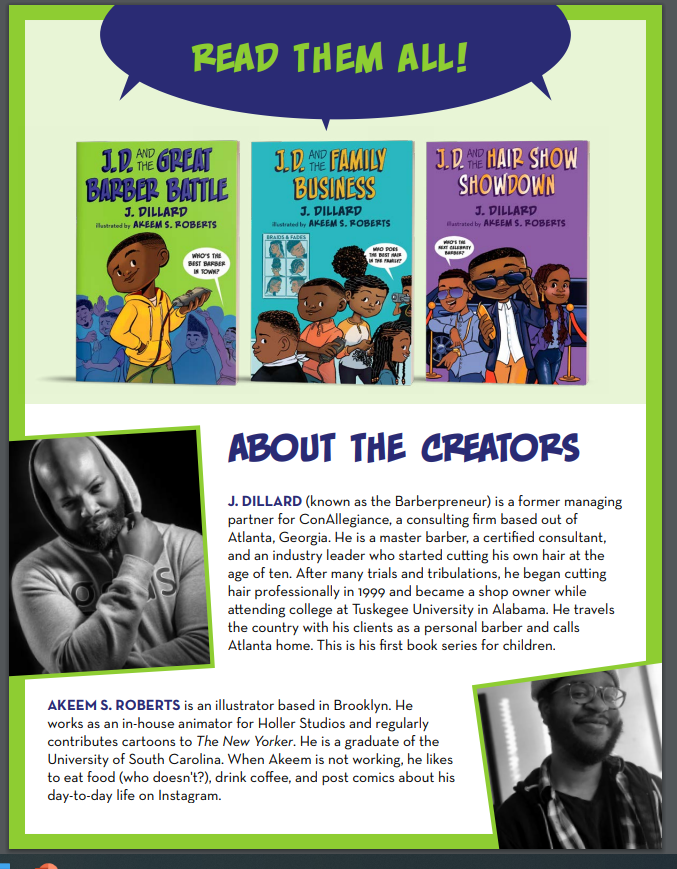 READ THEM ALL!
J.D. AND THE GREAT
BARBER BATTLE
J. DILLARD
illustrated by AKEEM S. ROBERTS
WHO'S THE
BEST BARBER
IN TOWN?
J.D. AND THE FAMILY
BUSINESS
J. DILLARD
illustrated by AKEEM S. ROBERTS
BRAIDS & FADES
WHO DOES
THE BEST HAIR
IN THE FAMILY?
J.D. AND THE HAIR SHOW
SHOWDOWN
J. DILLARD
illustrated by AKEEM S. ROBERTS
WHO'S THE
NEXT CELEBRITY
BARBER?
ABOUT THE CREATORS
J. DILLARD (known as the Barberpreneur) is a former managing
partner for ConAllegiance, a consulting firm based out of
Atlanta, Georgia. He is a master barber, a certified consultant,
and an industry leader who started cutting his own hair at the
age of ten. After many trials and tribulations, he began cutting
hair professionally in 1999 and became a shop owner while
attending college at Tuskegee University in Alabama. He travels
the country with his clients as a personal barber and calls
Atlanta home. This is his first book series for children.
AKEEM S. ROBERTS is an illustrator based in Brooklyn. He
works as an in-house animator for Holler Studios and regularly
contributes cartoons to The New Yorker. He is a graduate of the
University of South Carolina. When Akeem is not working, he likes
to eat food (who doesn't?), drink coffee, and post comics about his
day-to-day life on Instagram.